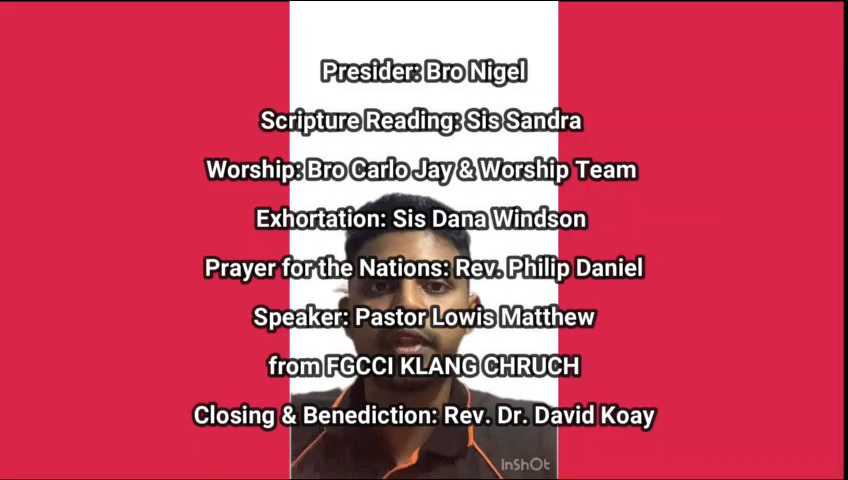 Presider: Bro Nigel
Scripture Reading: Sis Sandra
Worship: Bro Carlo Jay & Worship Team
Exhortation: Sis Dana Windson
Prayer for the Nations: Rev. Philip Daniel
Speaker: Pastor Lowis Matthew
from FGCCI KLANG CHRUCH
Closing & Benediction: Rev. Dr. David Koay
InShOt